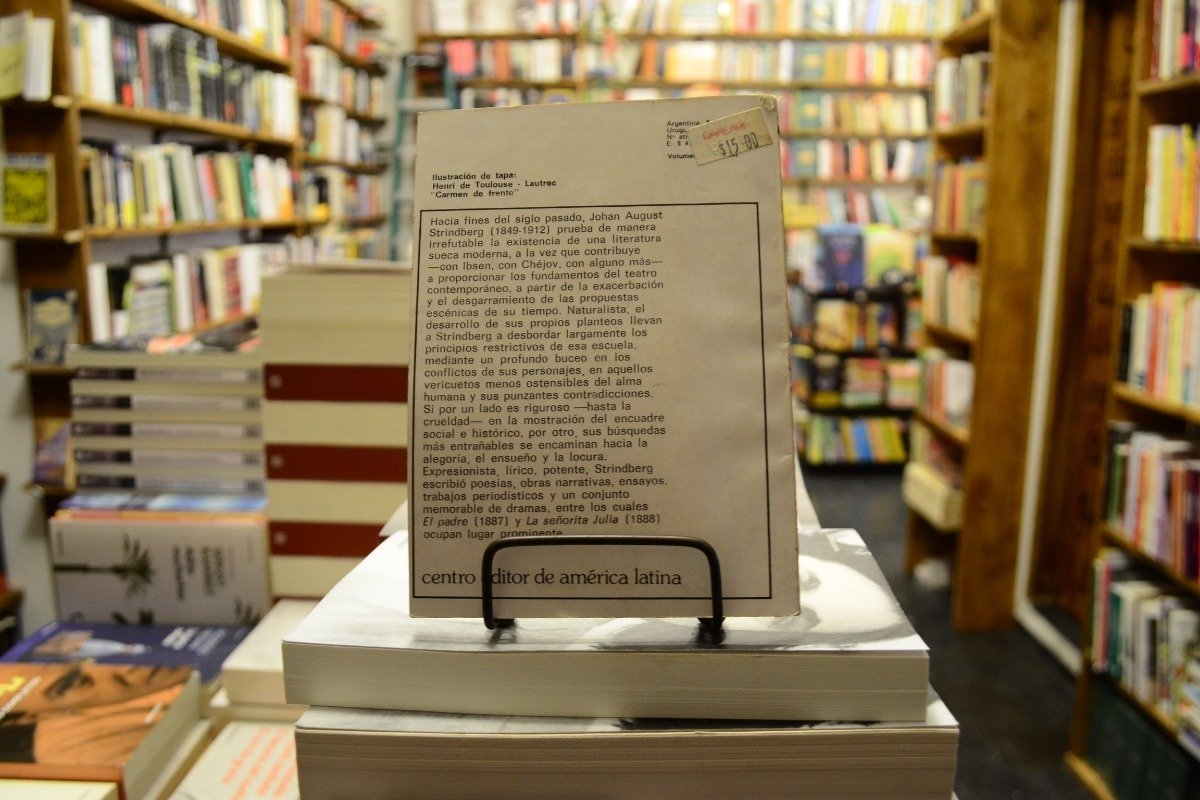 Ilustración de tapa:
Henri de Toulouse - Lautrec
"Carmen de frente"
Argentina
Urugu
E S
Volume
GARCALE
$15.00
Hacia fines del siglo pasado, Johan August
Strindberg (1849-1912) prueba de manera
irrefutable la existencia de una literatura
sueca moderna, a la vez que contribuye
—con Ibsen, con Chéjov, con alguno más—
a proporcionar los fundamentos del teatro
contemporáneo, a partir de la exacerbación
y el desgarramiento de las propuestas
escénicas de su tiempo. Naturalista, el
desarrollo de sus propios planteos llevan
a Strindberg a desbordar largamente los
principios restrictivos de esa escuela,
mediante un profundo buceo en los
conflictos de sus personajes, en aquellos
vericuetos menos ostensibles del alma
humana y sus punzantes contradicciones.
Si por un lado es riguroso —hasta la
crueldad— en la mostración del encuadre
social e histórico, por otro, sus búsquedas
más entrañables se encaminan hacia la
alegoría, el ensueño y la locura.
Expresionista, lírico, potente, Strindberg
escribió poesías, obras narrativas, ensayos,
trabajos periodísticos y un conjunto
memorable de dramas, entre los cuales
El padre (1887) y La señorita Julia (1888)
ocupan lugar prominente
centro editor de américa latina